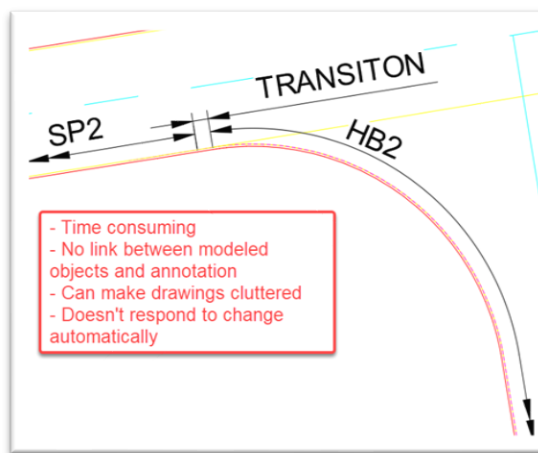 TRANSITON
SP2
HB2
- Time consuming
- No link between modeled
objects and annotation
- Can make drawings cluttered
- Doesn't respond to change
automatically